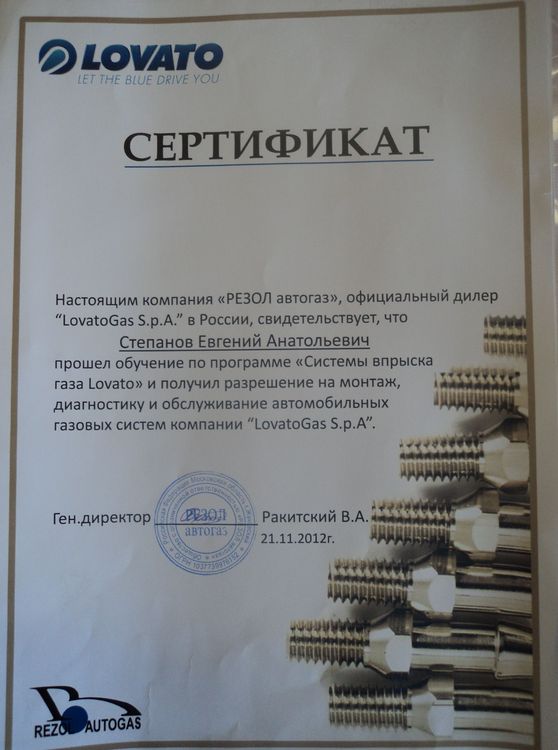 LOVATO
LET THE BLUE DRIVE YOU
СЕРТИФИКАТ
Настоящим компания «РЕЗОЛ автогаз», официальный дилер
“LovatoGas S.p.A.” в России, свидетельствует, что
Степанов Евгений Анатольевич
прошел обучение по программе «Системы впрыска
газа Lovato» и получил разрешение на монтаж,
диагностику и обслуживание автомобильных
газовых систем компании “LovatoGas S.p.A”.
Ген.директор РЕЗОЛ Ракитский В.А.
автогаз
21.11.2012г.
REZOL AUTOGAS